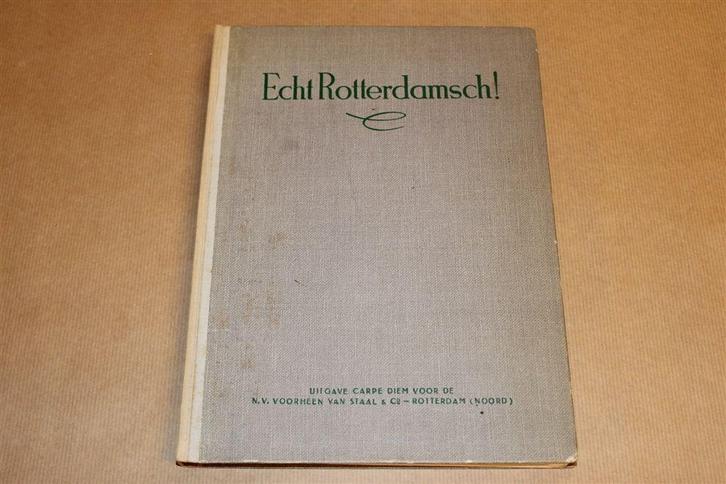 Echt Rotterdamsch!
UITGAVE CARPE DIEM VOOR DE
N.V. VOORHEEN VAN STAAL & Co — ROTTERDAM (NOORD)